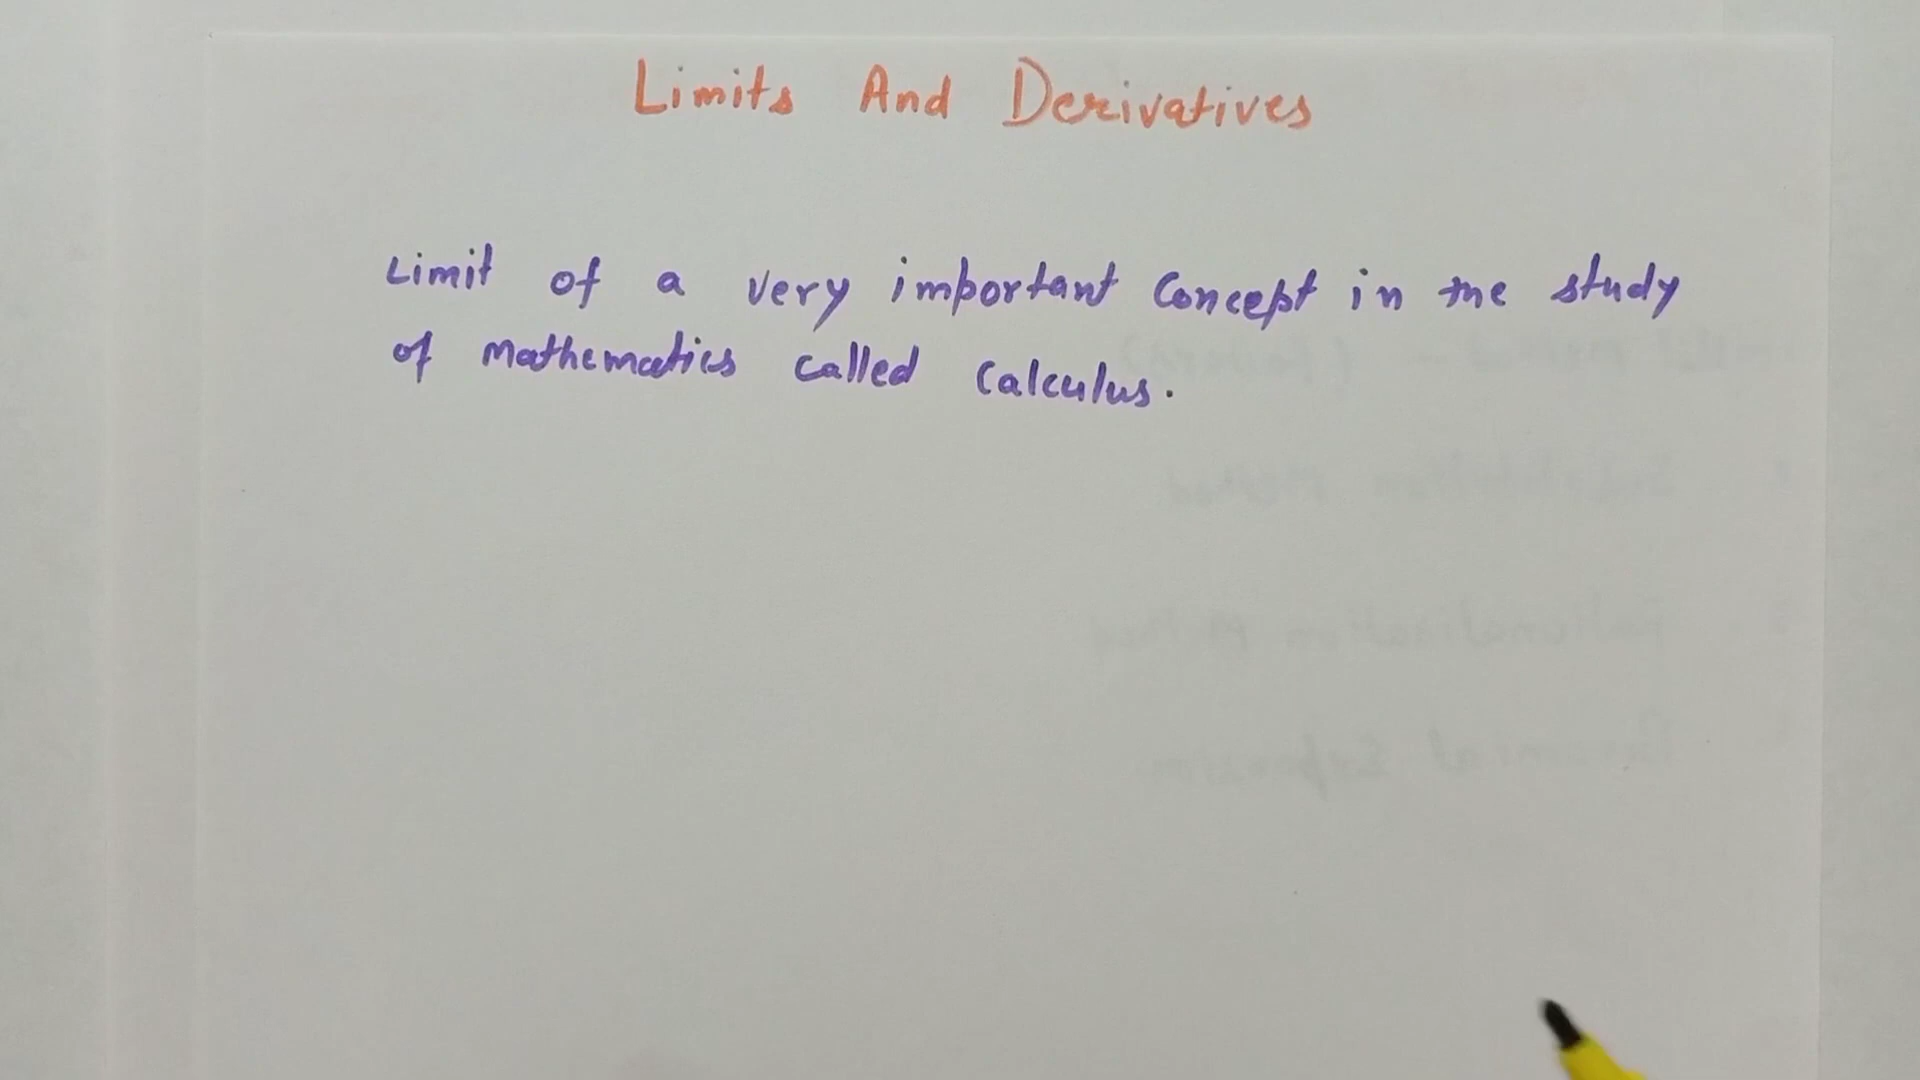 Limits And Derivatives
Limit of a very important Concept in the study
of mathematics called Calculus.